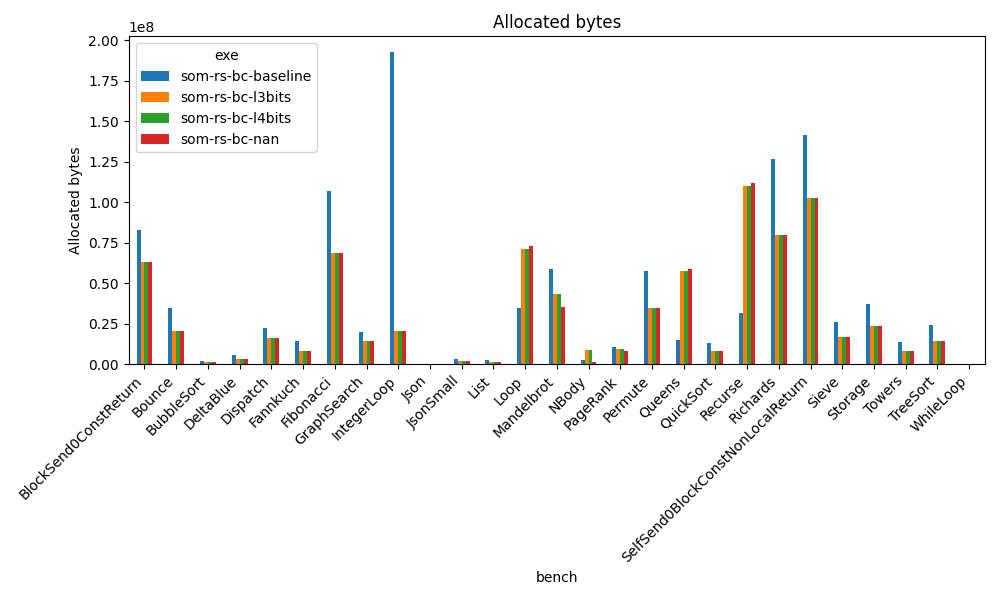 Allocated bytes
1e8
2.00
1.75
1.50
1.25
1.00
0.75
0.50
0.25
0.00
Allocated bytes
exe
som-rs-bc-baseline
som-rs-bc-l3bits
som-rs-bc-l4bits
som-rs-bc-nan
BlockSend0ConstReturn
Bounce
BubbleSort
DeltaBlue
Dispatch
Fannkuch
Fibonacci
GraphSearch
IntegerLoop
Json
JsonSmall
List
Loop
Mandelbrot
NBody
PageRank
Permute
Queens
QuickSort
Recurse
Richards
SelfSend0BlockConstNonLocalReturn
Sieve
Storage
Towers
TreeSort
WhileLoop
bench